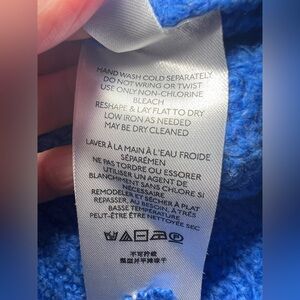 HAND WASH COLD SEPARATELY
DO NOT WRING OR TWIST
USE ONLY NON-CHLORINE
BLEACH
RESHAPE & LAY FLAT TO DRY
LOW IRON AS NEEDED
MAY BE DRY CLEANED
LAVER À LA MAIN À L'EAU FROIDE
SÉPARÉMEN
NE PAS TORDRE OU ESSORER
UTILISER UN AGENT DE
BLANCHIMENT SANS CHLORE SI
NÉCESSAIRE
REMODELER ET SÉCHER À PLAT
REPASSER, AU BESOIN, À TRÈS
BASSE TEMPÉRATURE
PEUT-ÊTRE ÊTRE NETTOYÉE SEC
不可拧绞